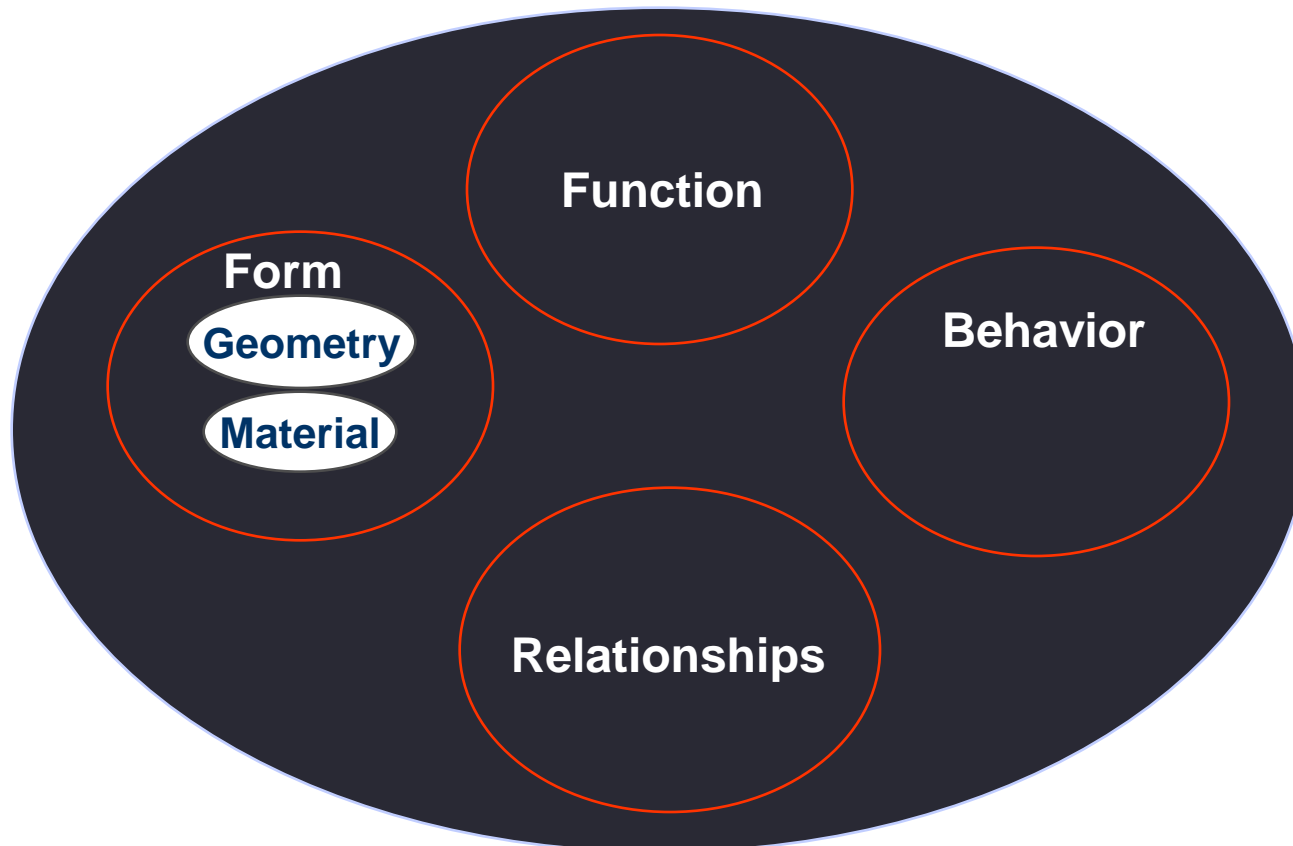 Function
Form
Geometry
Material
Behavior
Relationships